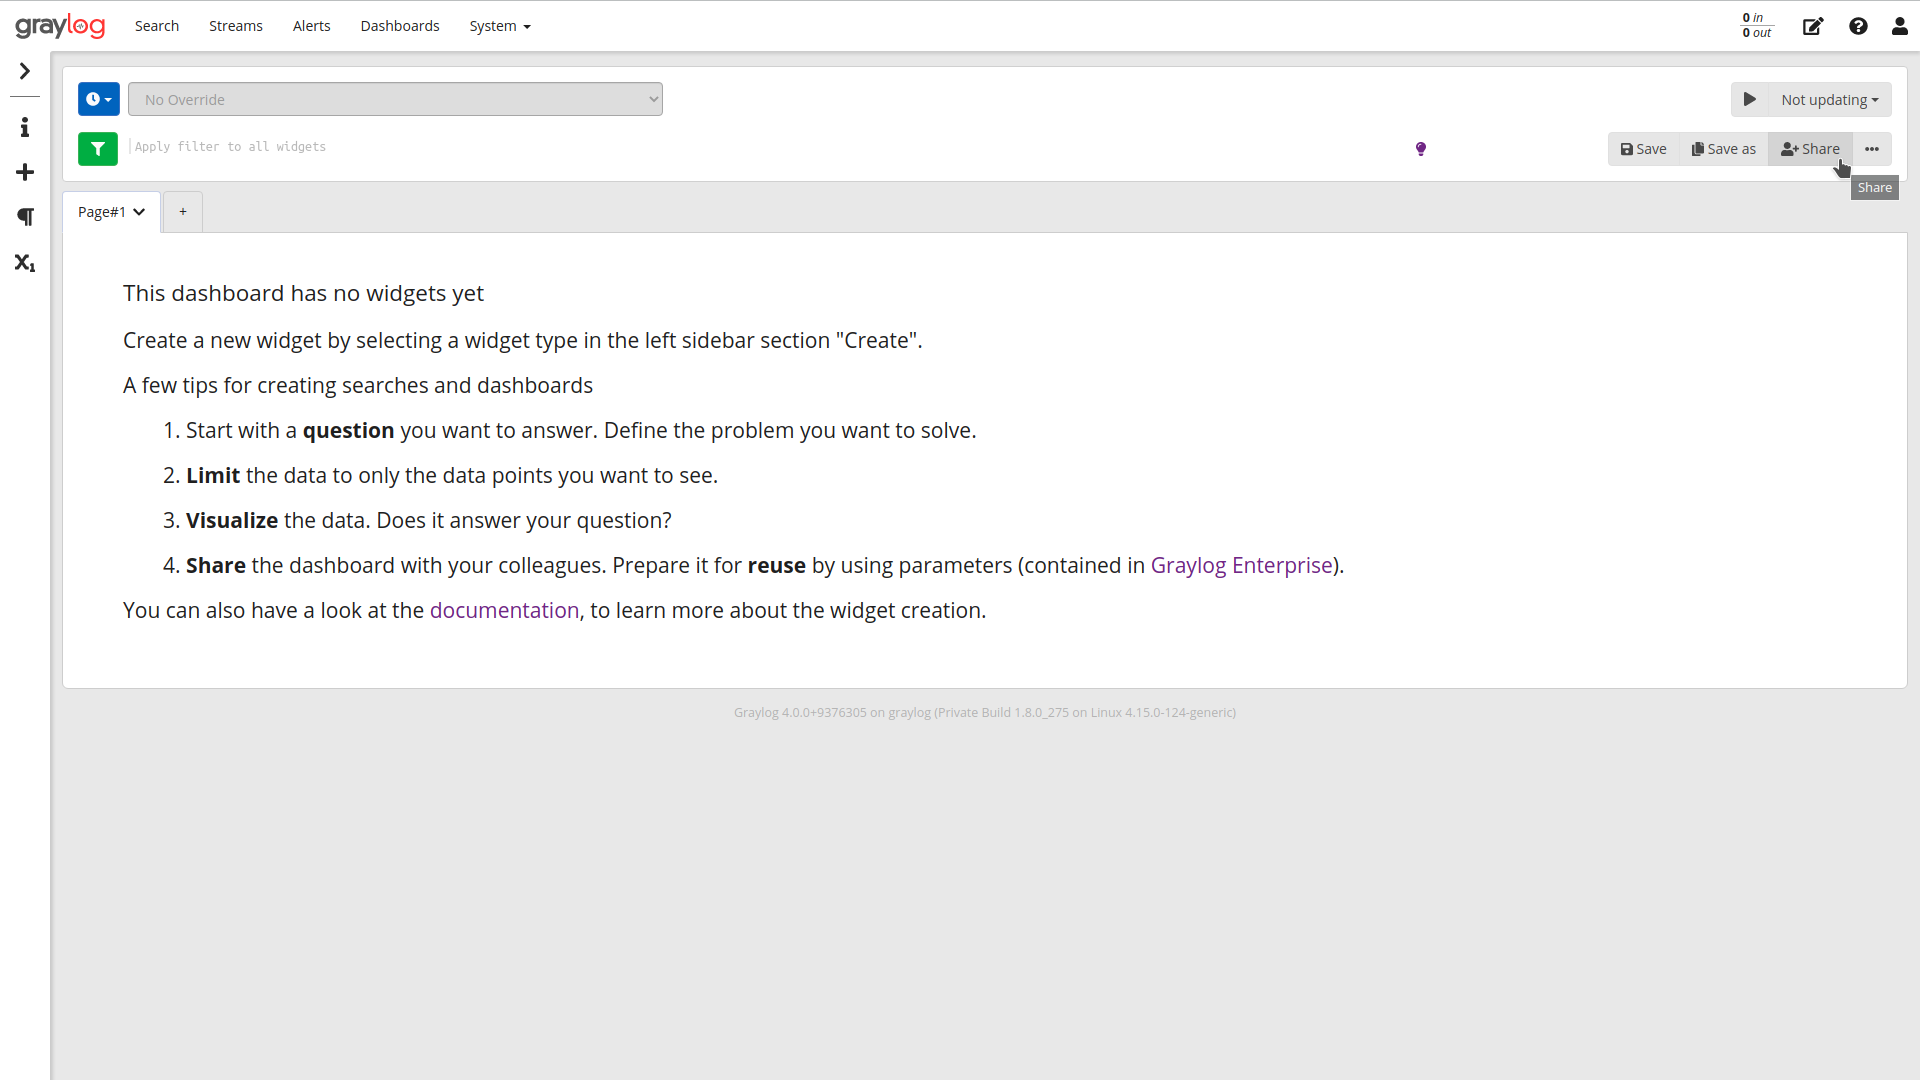 graylog Search Streams Alerts Dashboards System 0 in
0 out
No Override Not updating
Apply filter to all widgets Save Save as Share
Share
Page#1 +
This dashboard has no widgets yet
Create a new widget by selecting a widget type in the left sidebar section "Create".
A few tips for creating searches and dashboards
1. Start with a question you want to answer. Define the problem you want to solve.
2. Limit the data to only the data points you want to see.
3. Visualize the data. Does it answer your question?
4. Share the dashboard with your colleagues. Prepare it for reuse by using parameters (contained in Graylog Enterprise).
You can also have a look at the documentation, to learn more about the widget creation.
Graylog 4.0.0+9376305 on graylog (Private Build 1.8.0_275 on Linux 4.15.0-124-generic)